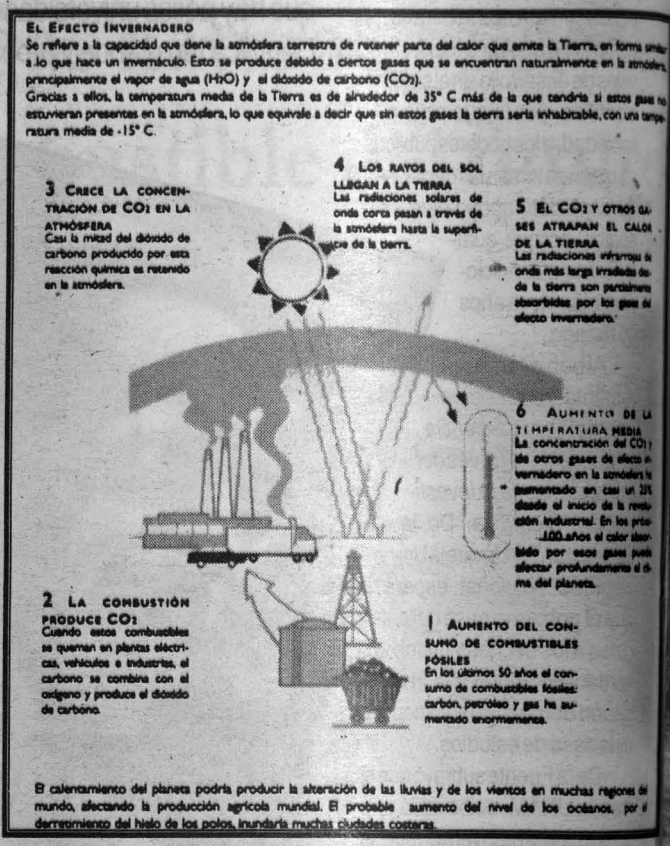 EL EFECTO INVERNADERO
Se refiere a la capacidad que tiene la atmósfera terrestre de retener parte del calor que emite la Tierra, en forma
a lo que hace un invernáculo. Esto se produce debido a ciertos gases que se encuentran naturalmente en la atmósfera,
principalmente el vapor de agua (H2O) y el dióxido de carbono (CO2).
Gracias a ellos, la temperatura media de la Tierra es de alrededor de 35° C más de la que tendría si estos gases no
estuvieran presentes en la atmósfera, lo que equivale a decir que sin estos gases la tierra sería inhabitable, con una tempe-
ratura media de -15° C.
3 CRECE LA CONCEN-
TRACIÓN DE CO2 EN LA
ATMÓSFERA
Casi la mitad del dióxido de
carbono producido por esta
reacción química es retenido
en la atmósfera.
4 LOS RAYOS DEL SOL
LLEGAN A LA TIERRA
Las radiaciones solares de
onda corta pasan a través de
la atmósfera hasta la superfi-
cie de la tierra.
5 EL CO2 Y OTROS GA-
SES ATRAPAN EL CALOR
DE LA TIERRA
Las radiaciones infrarrojas de
onda más larga irradiadas des-
de la tierra son parcialmente
absorbidas por los gases de
efecto invernadero.
6 AUMENTO DE LA
TEMPERATURA MEDIA
La concentración del CO2 y
de otros gases de efecto in-
vernadero en la atmósfera ha
aumentado en casi un 25%
desde el inicio de la revolu-
ción industrial. En los
100 años el calor absor-
bido por esos gases puede
afectar profundamente el cli-
ma del planeta.
2 LA COMBUSTIÓN
PRODUCE CO2
Cuando estos combustibles
se queman en plantas eléctri-
cas, vehículos e industrias, el
carbono se combina con el
oxígeno y produce el dióxido
de carbono.
1 AUMENTO DEL CON-
SUMO DE COMBUSTIBLES
FÓSILES
En los últimos 50 años el con-
sumo de combustibles fósiles:
carbón, petróleo y gas ha au-
mentado enormemente.
El calentamiento del planeta podría producir la alteración de las lluvias y de los vientos en muchas regiones del
mundo, afectando la producción agrícola mundial. El probable aumento del nivel de los océanos, por el
derretimiento del hielo de los polos, inundaría muchas ciudades costeras.